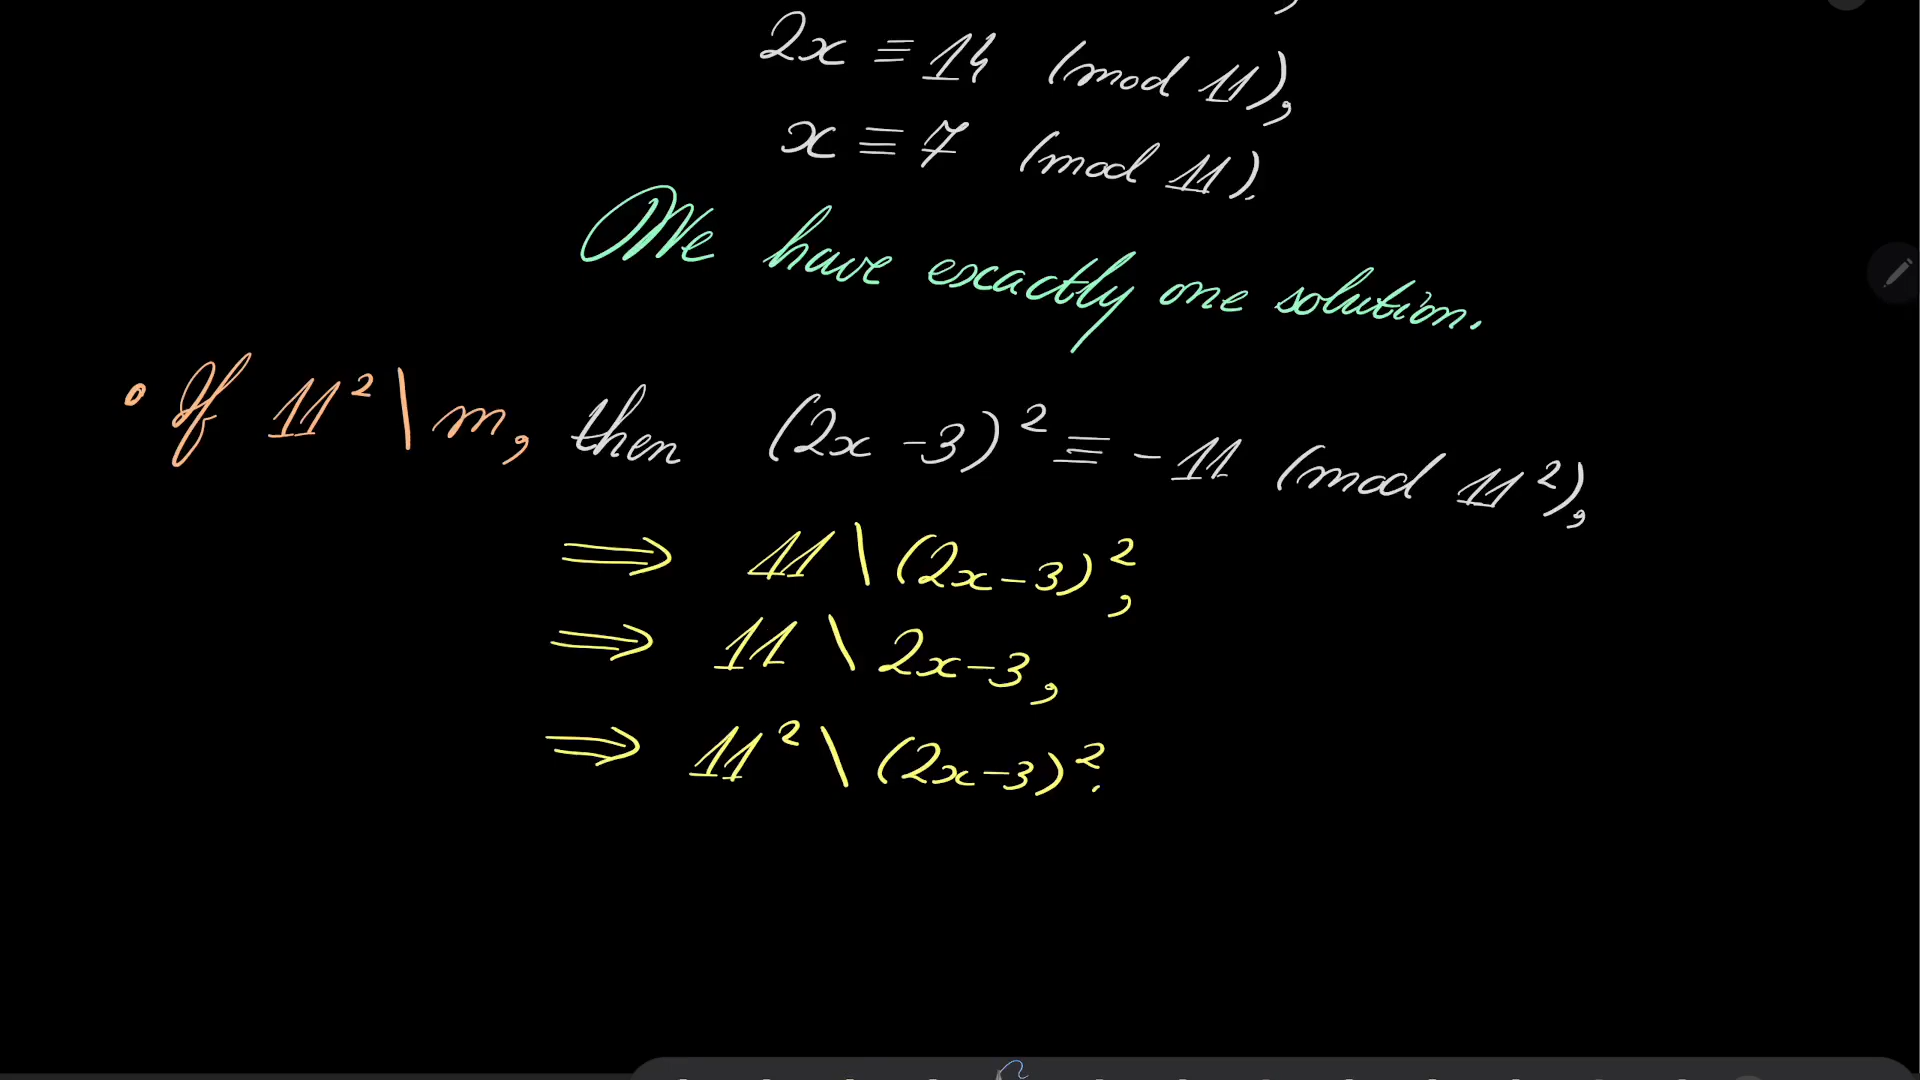 2x ≡ 14 (mod 11),
x ≡ 7 (mod 11).
We have exactly one solution.
• If 11² \ m, then (2x - 3)² ≡ -11 (mod 11²),
⟹ 11 \ (2x - 3)²,
⟹ 11 \ 2x - 3,
⟹ 11² \ (2x - 3)².